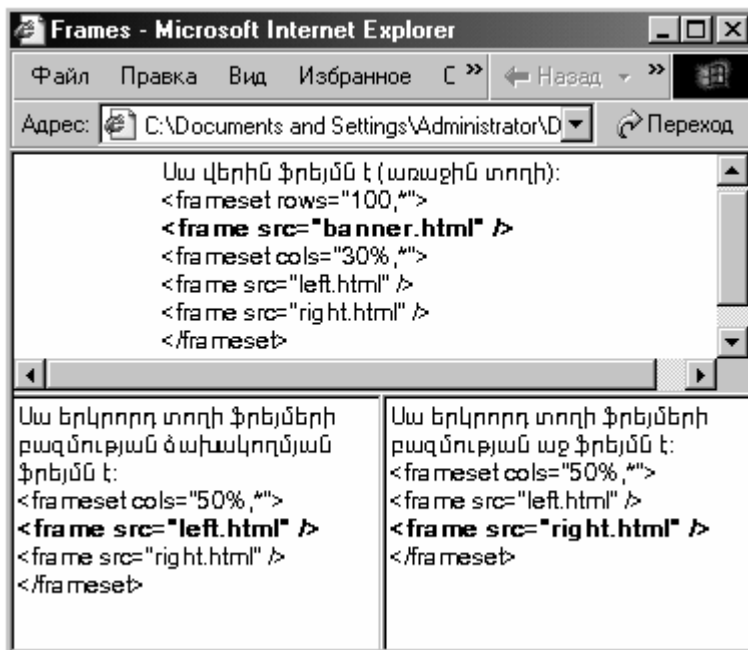 Frames - Microsoft Internet Explorer
Файл Правка Вид Избранное С » Назад »
Адрес: C:\Documents and Settings\Administrator\D Переход
Սա վերին ֆրեյմն է (առաջին տողի):
<frameset rows="100,*">
<frame src="banner.html" />
<frameset cols="30%,*">
<frame src="left.html" />
<frame src="right.html" />
</frameset>
Սա երկրորդ տողի ֆրեյմերի
բազմության ձախակողմյան
ֆրեյմն է:
<frameset cols="50%,*">
<frame src="left.html" />
<frame src="right.html" />
</frameset>
Սա երկրորդ տողի ֆրեյմերի
բազմության աջ ֆրեյմն է:
<frameset cols="50%,*">
<frame src="left.html" />
<frame src="right.html" />
</frameset>